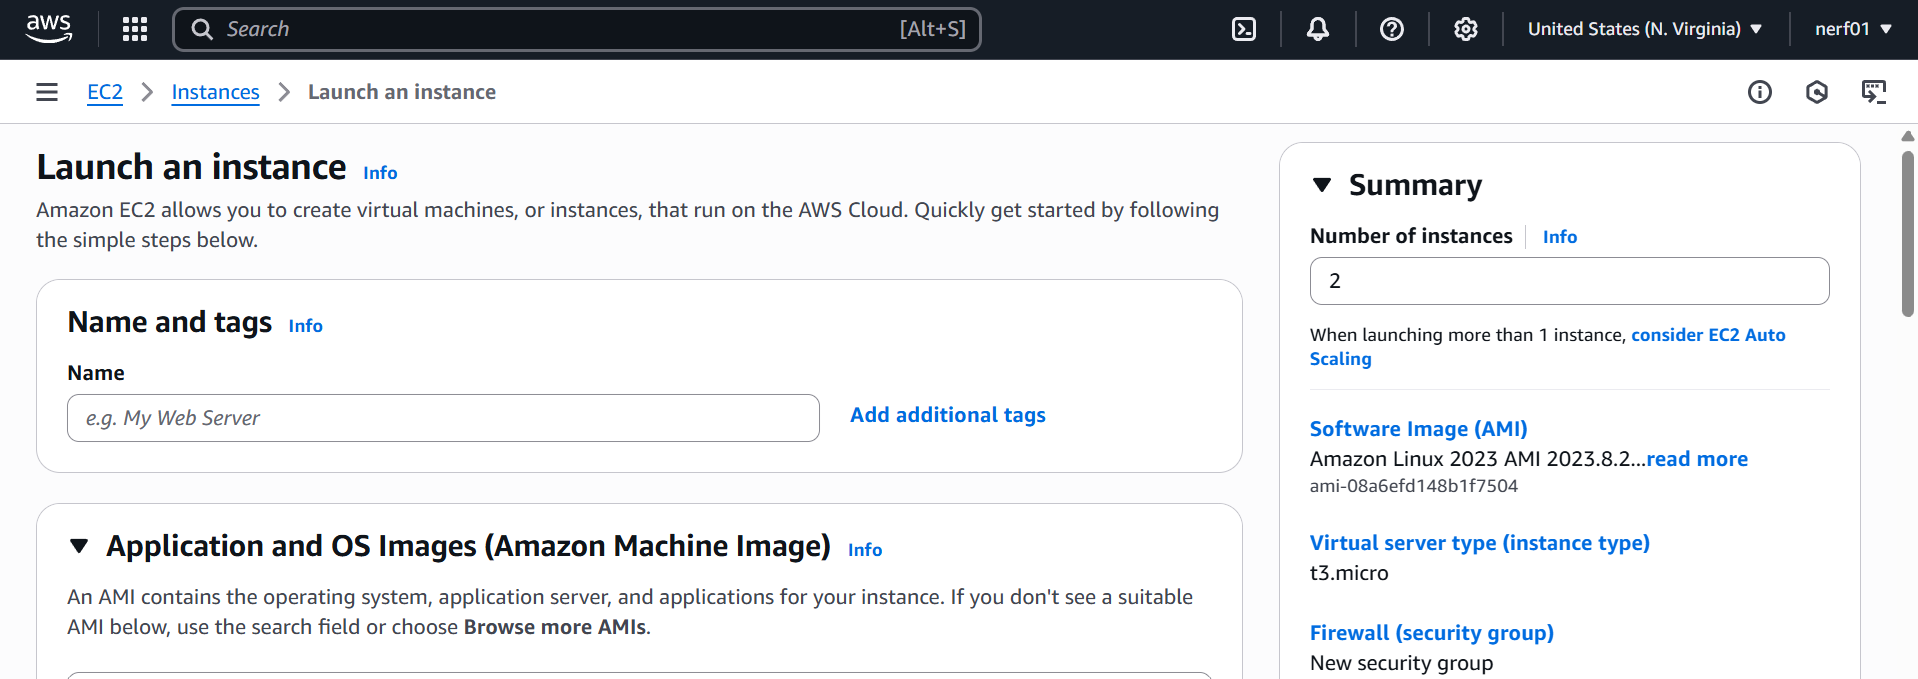 aws
Search
[Alt+S]
United States (N. Virginia)
nerf01
EC2
Instances
Launch an instance
Launch an instance
Info
Amazon EC2 allows you to create virtual machines, or instances, that run on the AWS Cloud. Quickly get started by following
the simple steps below.
Name and tags
Info
Name
e.g. My Web Server
Add additional tags
Application and OS Images (Amazon Machine Image)
Info
An AMI contains the operating system, application server, and applications for your instance. If you don't see a suitable
AMI below, use the search field or choose Browse more AMIs.
Summary
Number of instances
Info
2
When launching more than 1 instance, consider EC2 Auto
Scaling
Software Image (AMI)
Amazon Linux 2023 AMI 2023.8.2...read more
ami-08a6efd148b1f7504
Virtual server type (instance type)
t3.micro
Firewall (security group)
New security group